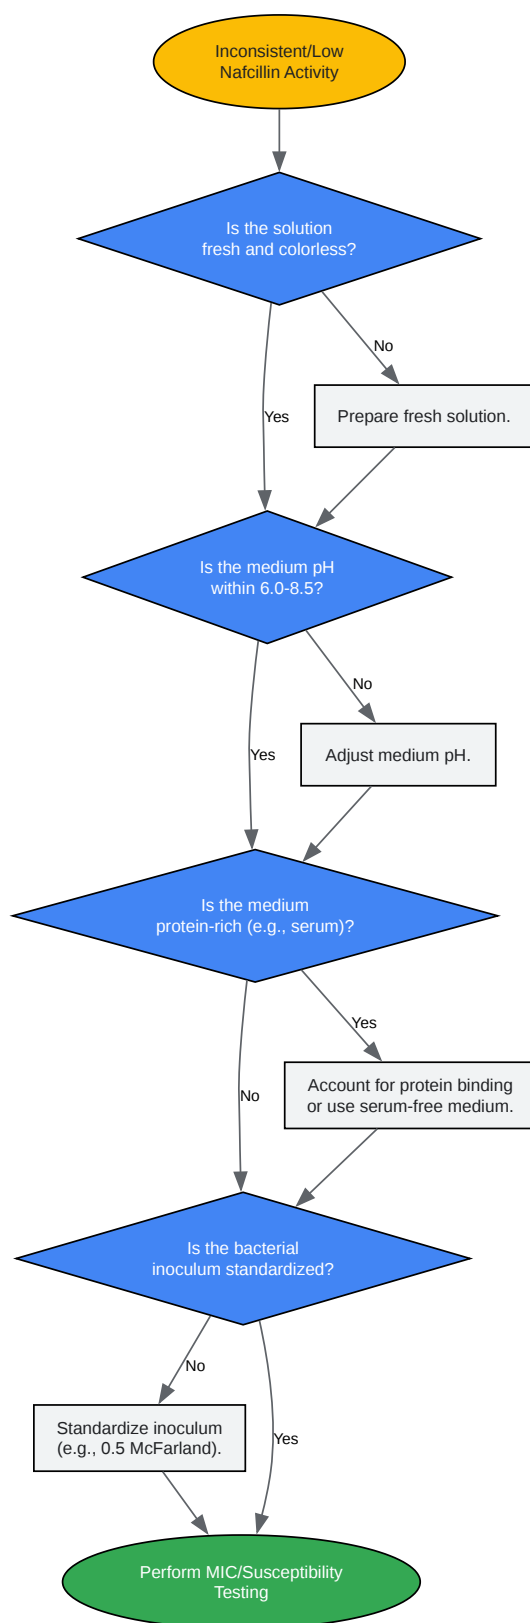 Inconsistent/Low
Nafcillin Activity
Is the solution
fresh and colorless?
No
Yes
Prepare fresh solution.
Is the medium pH
within 6.0-8.5?
No
Yes
Adjust medium pH.
Is the medium
protein-rich (e.g., serum)?
Yes
No
Account for protein binding
or use serum-free medium.
Is the bacterial
inoculum standardized?
No
Yes
Standardize inoculum
(e.g., 0.5 McFarland).
Perform MIC/Susceptibility
Testing